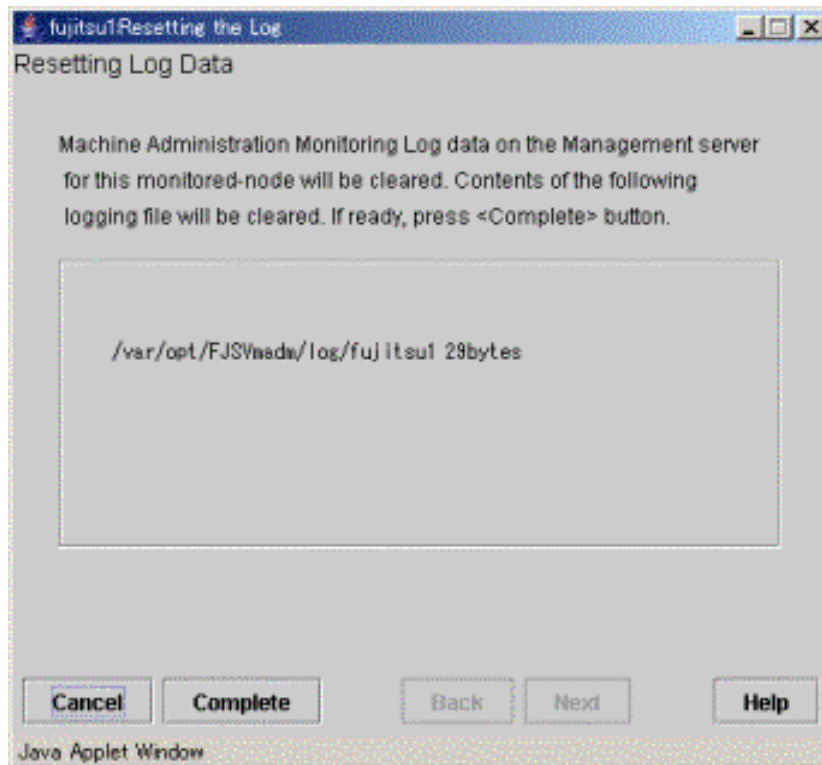 fujitsu1:Resetting the Log
Resetting Log Data
Machine Administration Monitoring Log data on the Management server
for this monitored-node will be cleared. Contents of the following
logging file will be cleared. If ready, press <Complete> button.
/var/opt/FJSVmadm/log/fujitsu1 29bytes
Cancel Complete Back Next Help
Java Applet Window